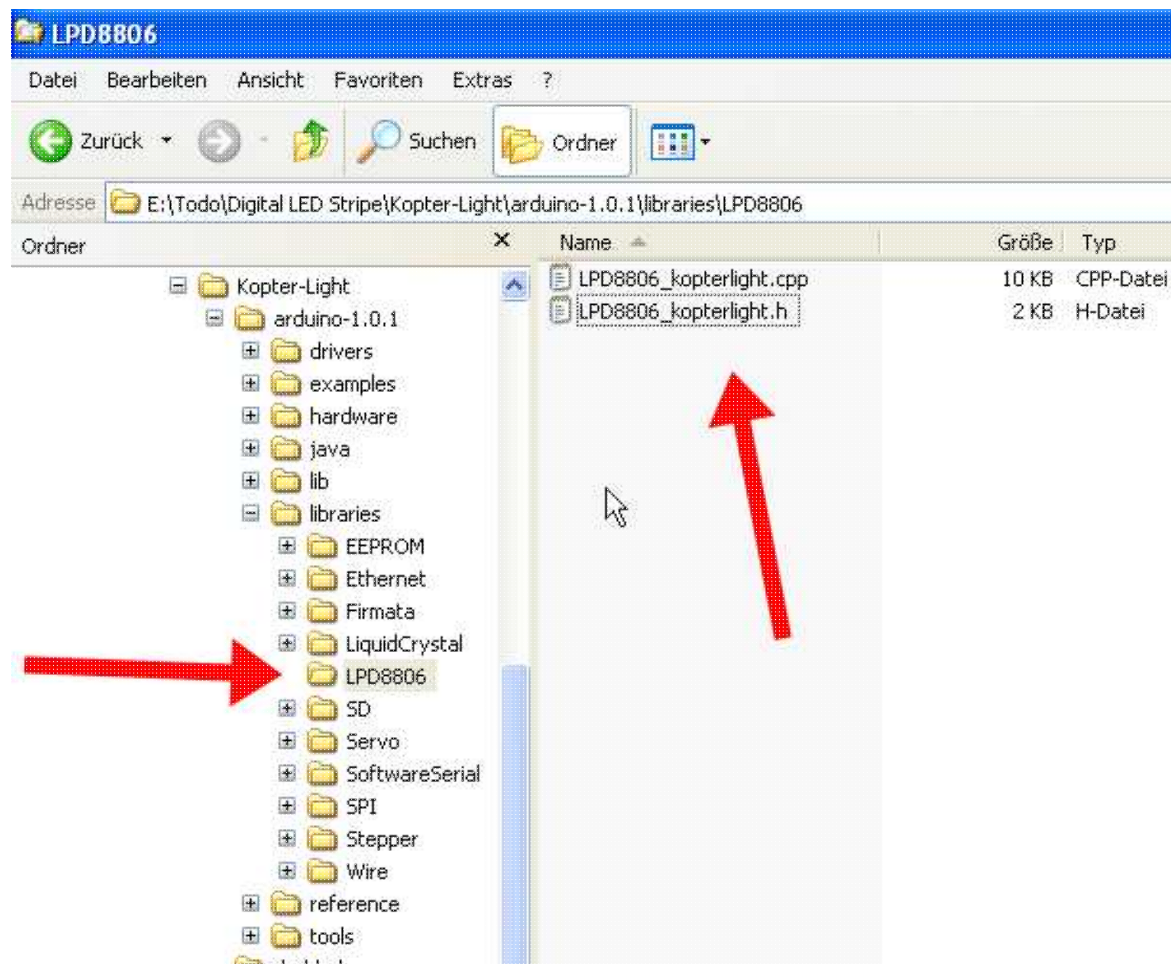 LPD8806
Datei Bearbeiten Ansicht Favoriten Extras ?
Zurück Suchen Ordner
Adresse E:\Todo\Digital LED Stripe\Kopter-Light\arduino-1.0.1\libraries\LPD8806
Ordner Name Größe Typ
Kopter-Light
arduino-1.0.1
drivers
examples
hardware
java
lib
libraries
EEPROM
Ethernet
Firmata
LiquidCrystal
LPD8806
SD
Servo
SoftwareSerial
SPI
Stepper
Wire
reference
tools
LPD8806_kopterlight.cpp 10 KB CPP-Datei
LPD8806_kopterlight.h 2 KB H-Datei